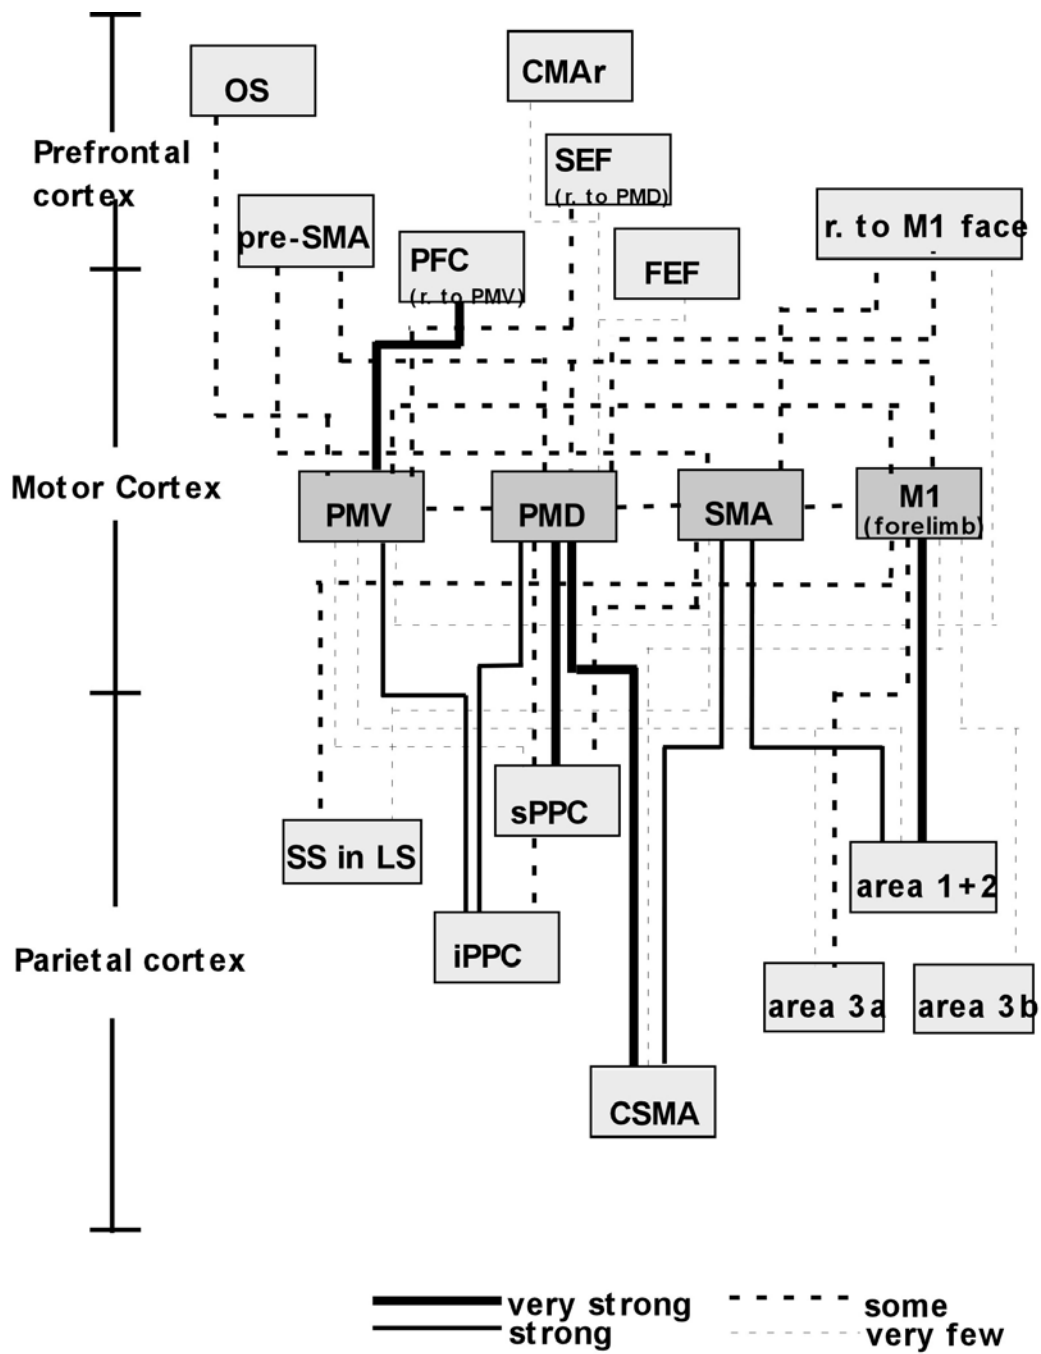 OS
CMAr
Prefrontal
cortex
SEF
(r. to PMD)
pre-SMA
PFC
(r. to PMV)
FEF
r. to M1 face
Motor Cortex
PMV
PMD
SMA
M1
(forelimb)
sPPC
SS in LS
area 1+2
Parietal cortex
iPPC
area 3a
area 3b
CSMA
very strong
some
strong
very few